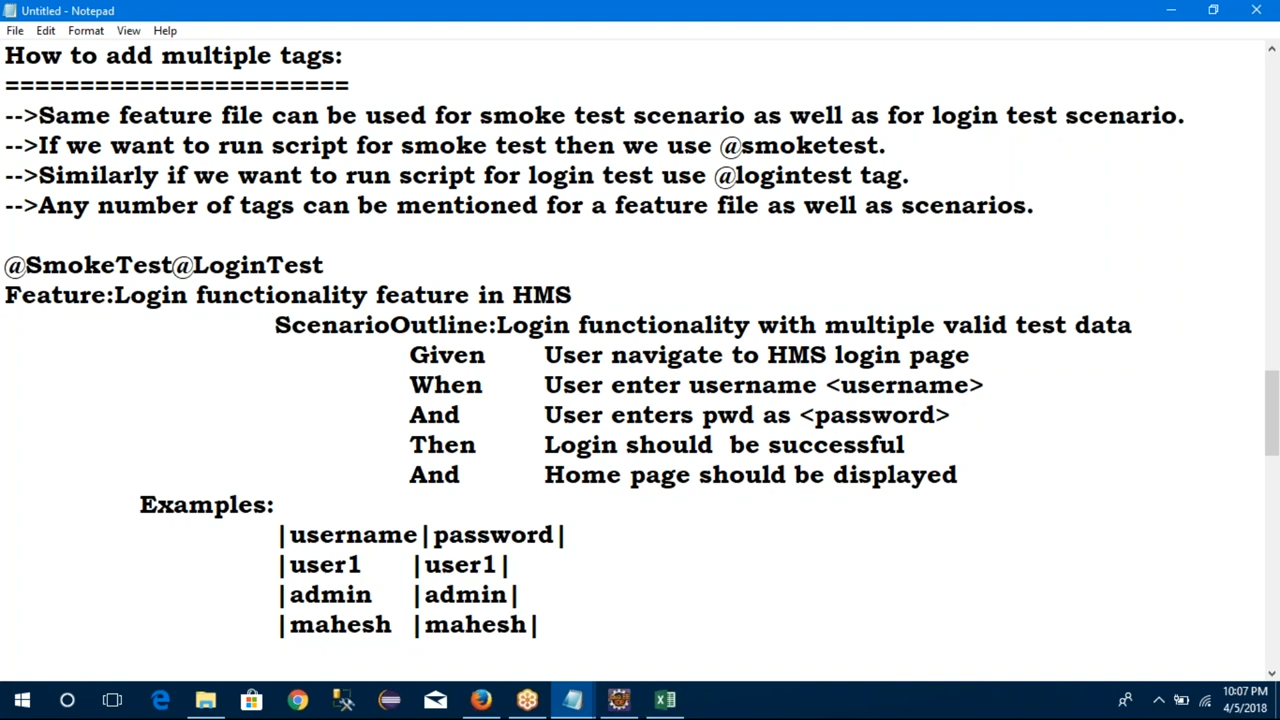 Untitled - Notepad
File Edit Format View Help
How to add multiple tags:
=======================
-->Same feature file can be used for smoke test scenario as well as for login test scenario.
-->If we want to run script for smoke test then we use @smoketest.
-->Similarly if we want to run script for login test use @logintest tag.
-->Any number of tags can be mentioned for a feature file as well as scenarios.
@SmokeTest@LoginTest
Feature:Login functionality feature in HMS
ScenarioOutline:Login functionality with multiple valid test data
Given User navigate to HMS login page
When User enter username <username>
And User enters pwd as <password>
Then Login should  be successful
And Home page should be displayed
Examples:
|username|password|
|user1 |user1|
|admin |admin|
|mahesh |mahesh|
10:07 PM
4/5/2018